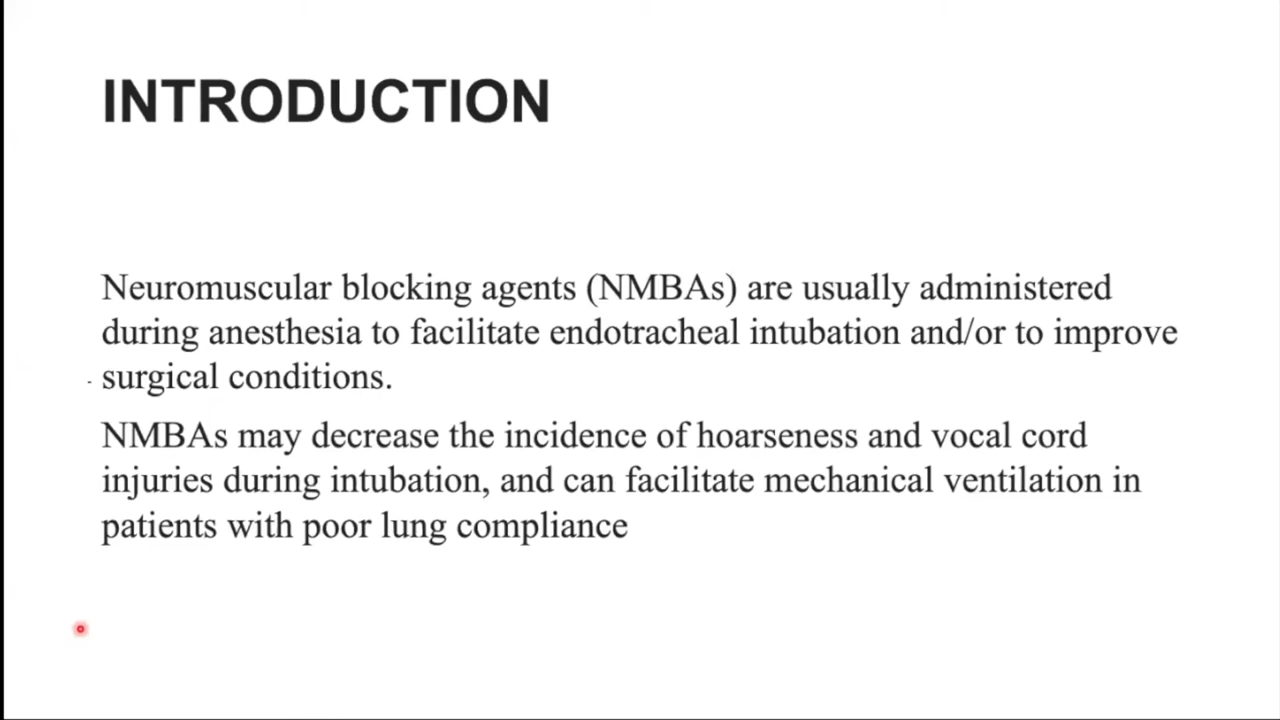 INTRODUCTION
Neuromuscular blocking agents (NMBAs) are usually administered
during anesthesia to facilitate endotracheal intubation and/or to improve
surgical conditions.
NMBAs may decrease the incidence of hoarseness and vocal cord
injuries during intubation, and can facilitate mechanical ventilation in
patients with poor lung compliance